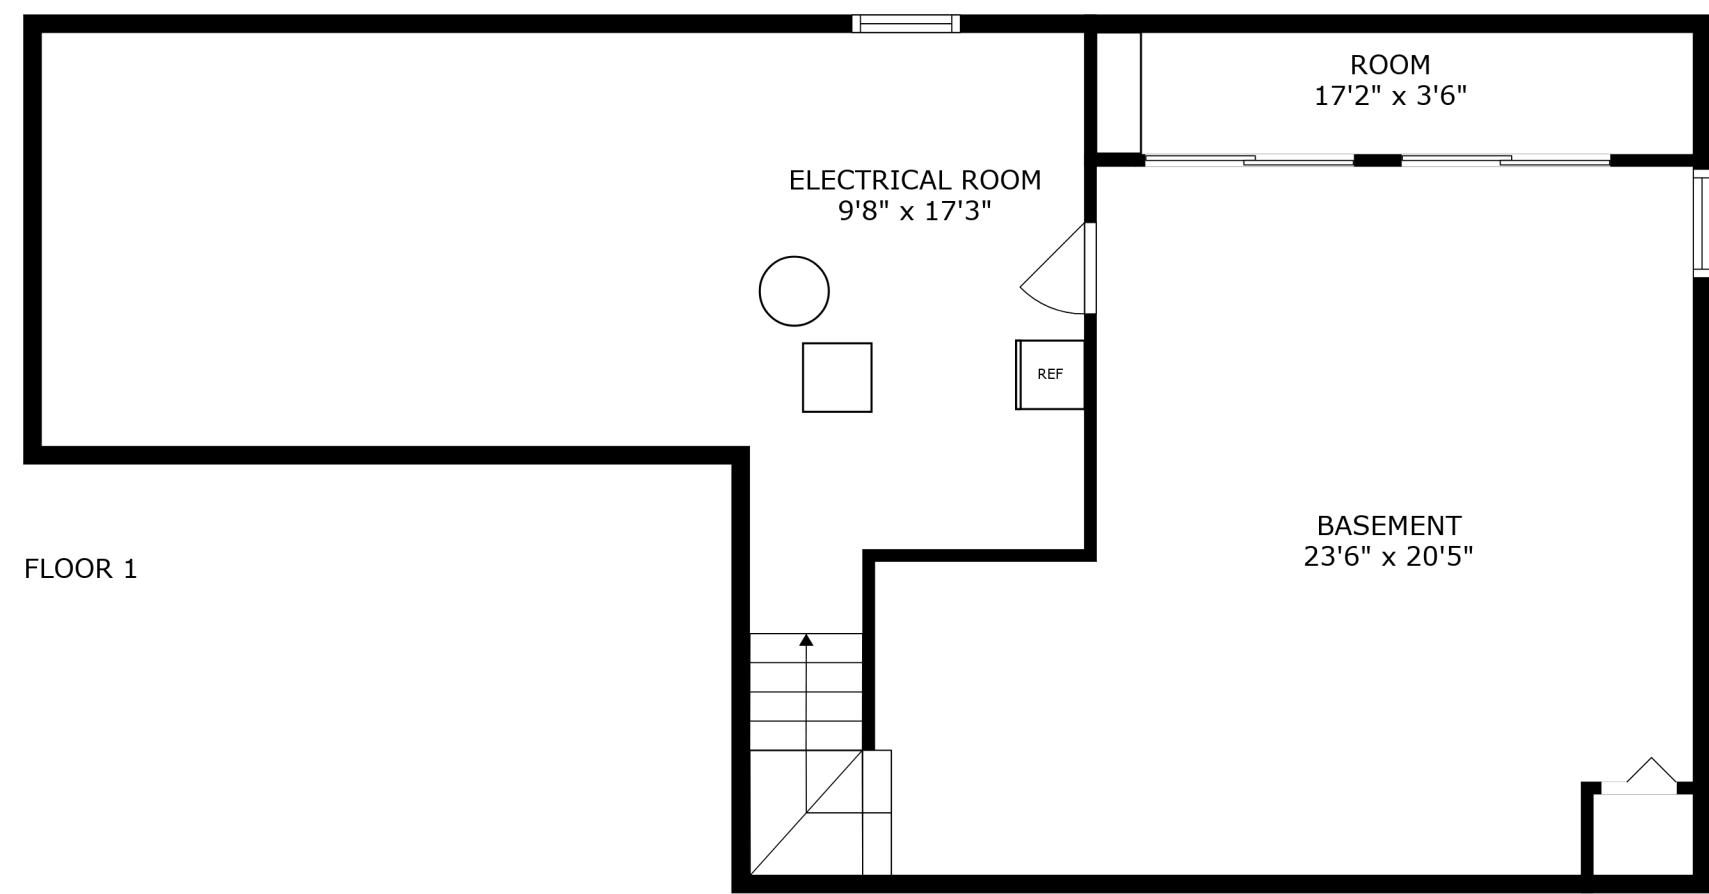 ROOM
17'2" x 3'6"
ELECTRICAL ROOM
9'8" x 17'3"
REF
BASEMENT
23'6" x 20'5"
FLOOR 1